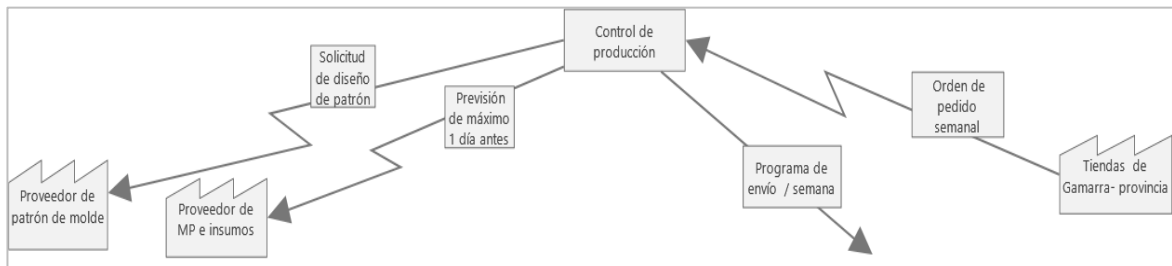 Control de
producción
Solicitud
de diseño
de patrón
Previsión
de máximo
1 día antes
Orden de
pedido
semanal
Programa de
envío / semana
Proveedor de
patrón de molde
Proveedor de
MP e insumos
Tiendas de
Gamarra- provincia